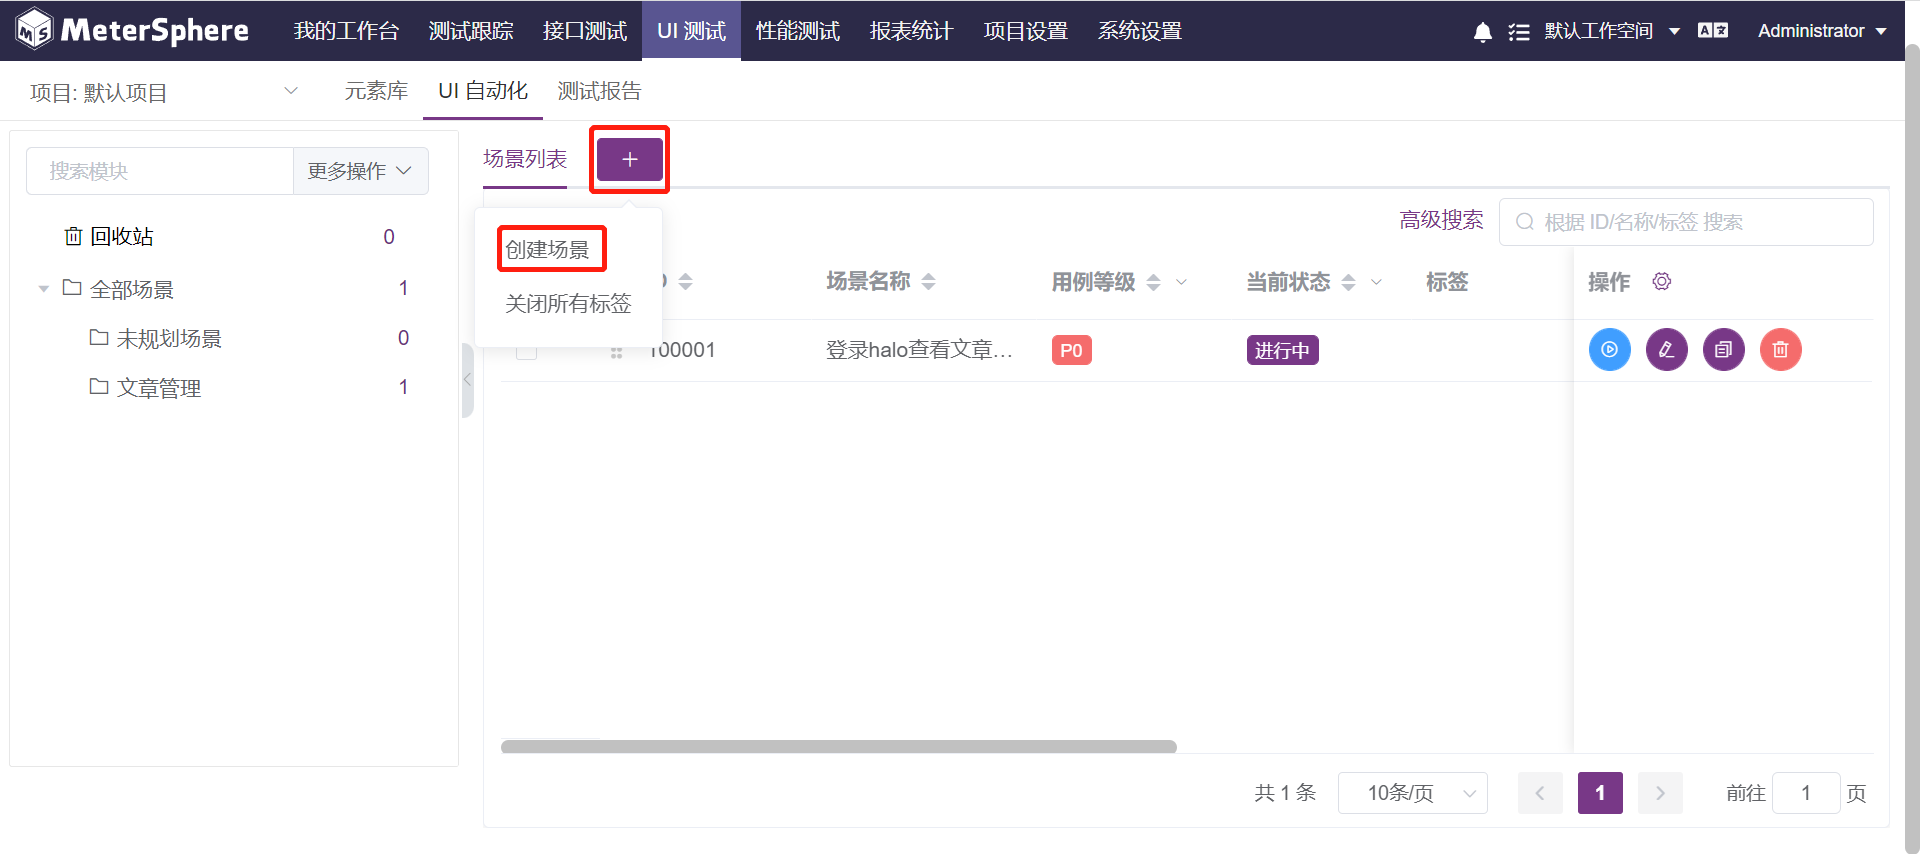 MeterSphere 我的工作台 测试跟踪 接口测试 UI 测试 性能测试 报表统计 项目设置 系统设置 默认工作空间 Administrator
项目: 默认项目 元素库 UI 自动化 测试报告
搜索模块 更多操作
回收站 0
全部场景 1
未规划场景 0
文章管理 1
场景列表 +
创建场景
关闭所有标签
高级搜索 根据 ID/名称/标签 搜索
场景名称 用例等级 当前状态 标签 操作
100001 登录halo查看文章... P0 进行中
共 1 条 10条/页 1 前往 1 页